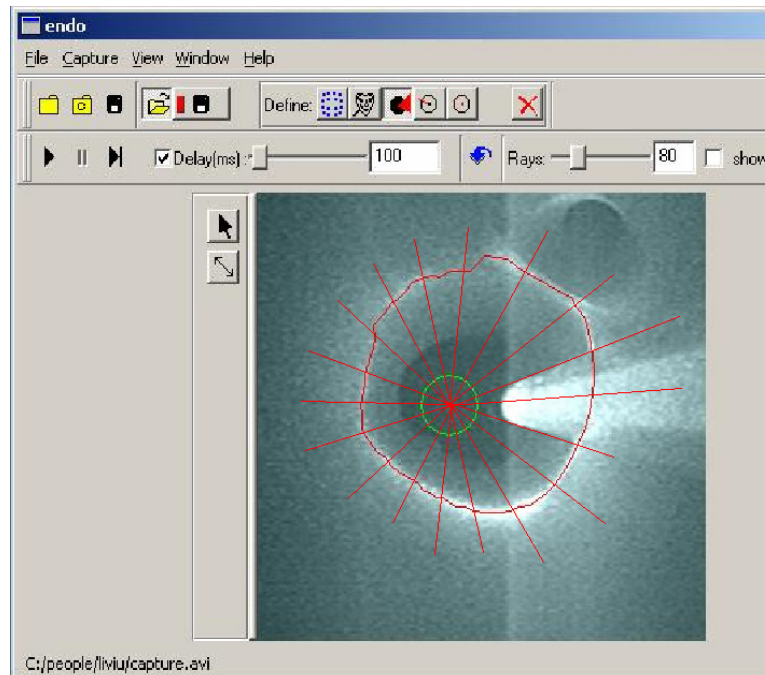 endo
File Capture View Window Help
Define:
Delay(ms) : 100 Rays: 80 show
C:/people/liviu/capture.avi